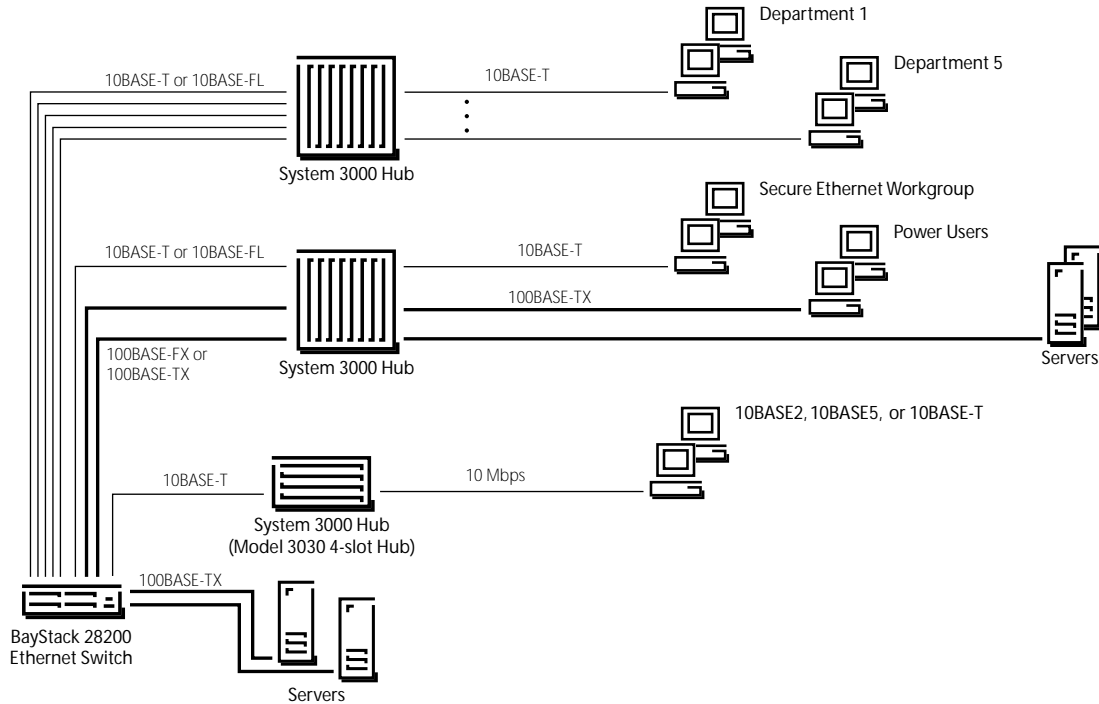 Department 1
10BASE-T or 10BASE-FL
10BASE-T
Department 5
System 3000 Hub
Secure Ethernet Workgroup
10BASE-T or 10BASE-FL
10BASE-T
Power Users
100BASE-TX
100BASE-FX or
100BASE-TX
System 3000 Hub
Servers
10BASE2, 10BASE5, or 10BASE-T
10BASE-T
10 Mbps
System 3000 Hub
(Model 3030 4-slot Hub)
100BASE-TX
BayStack 28200
Ethernet Switch
Servers